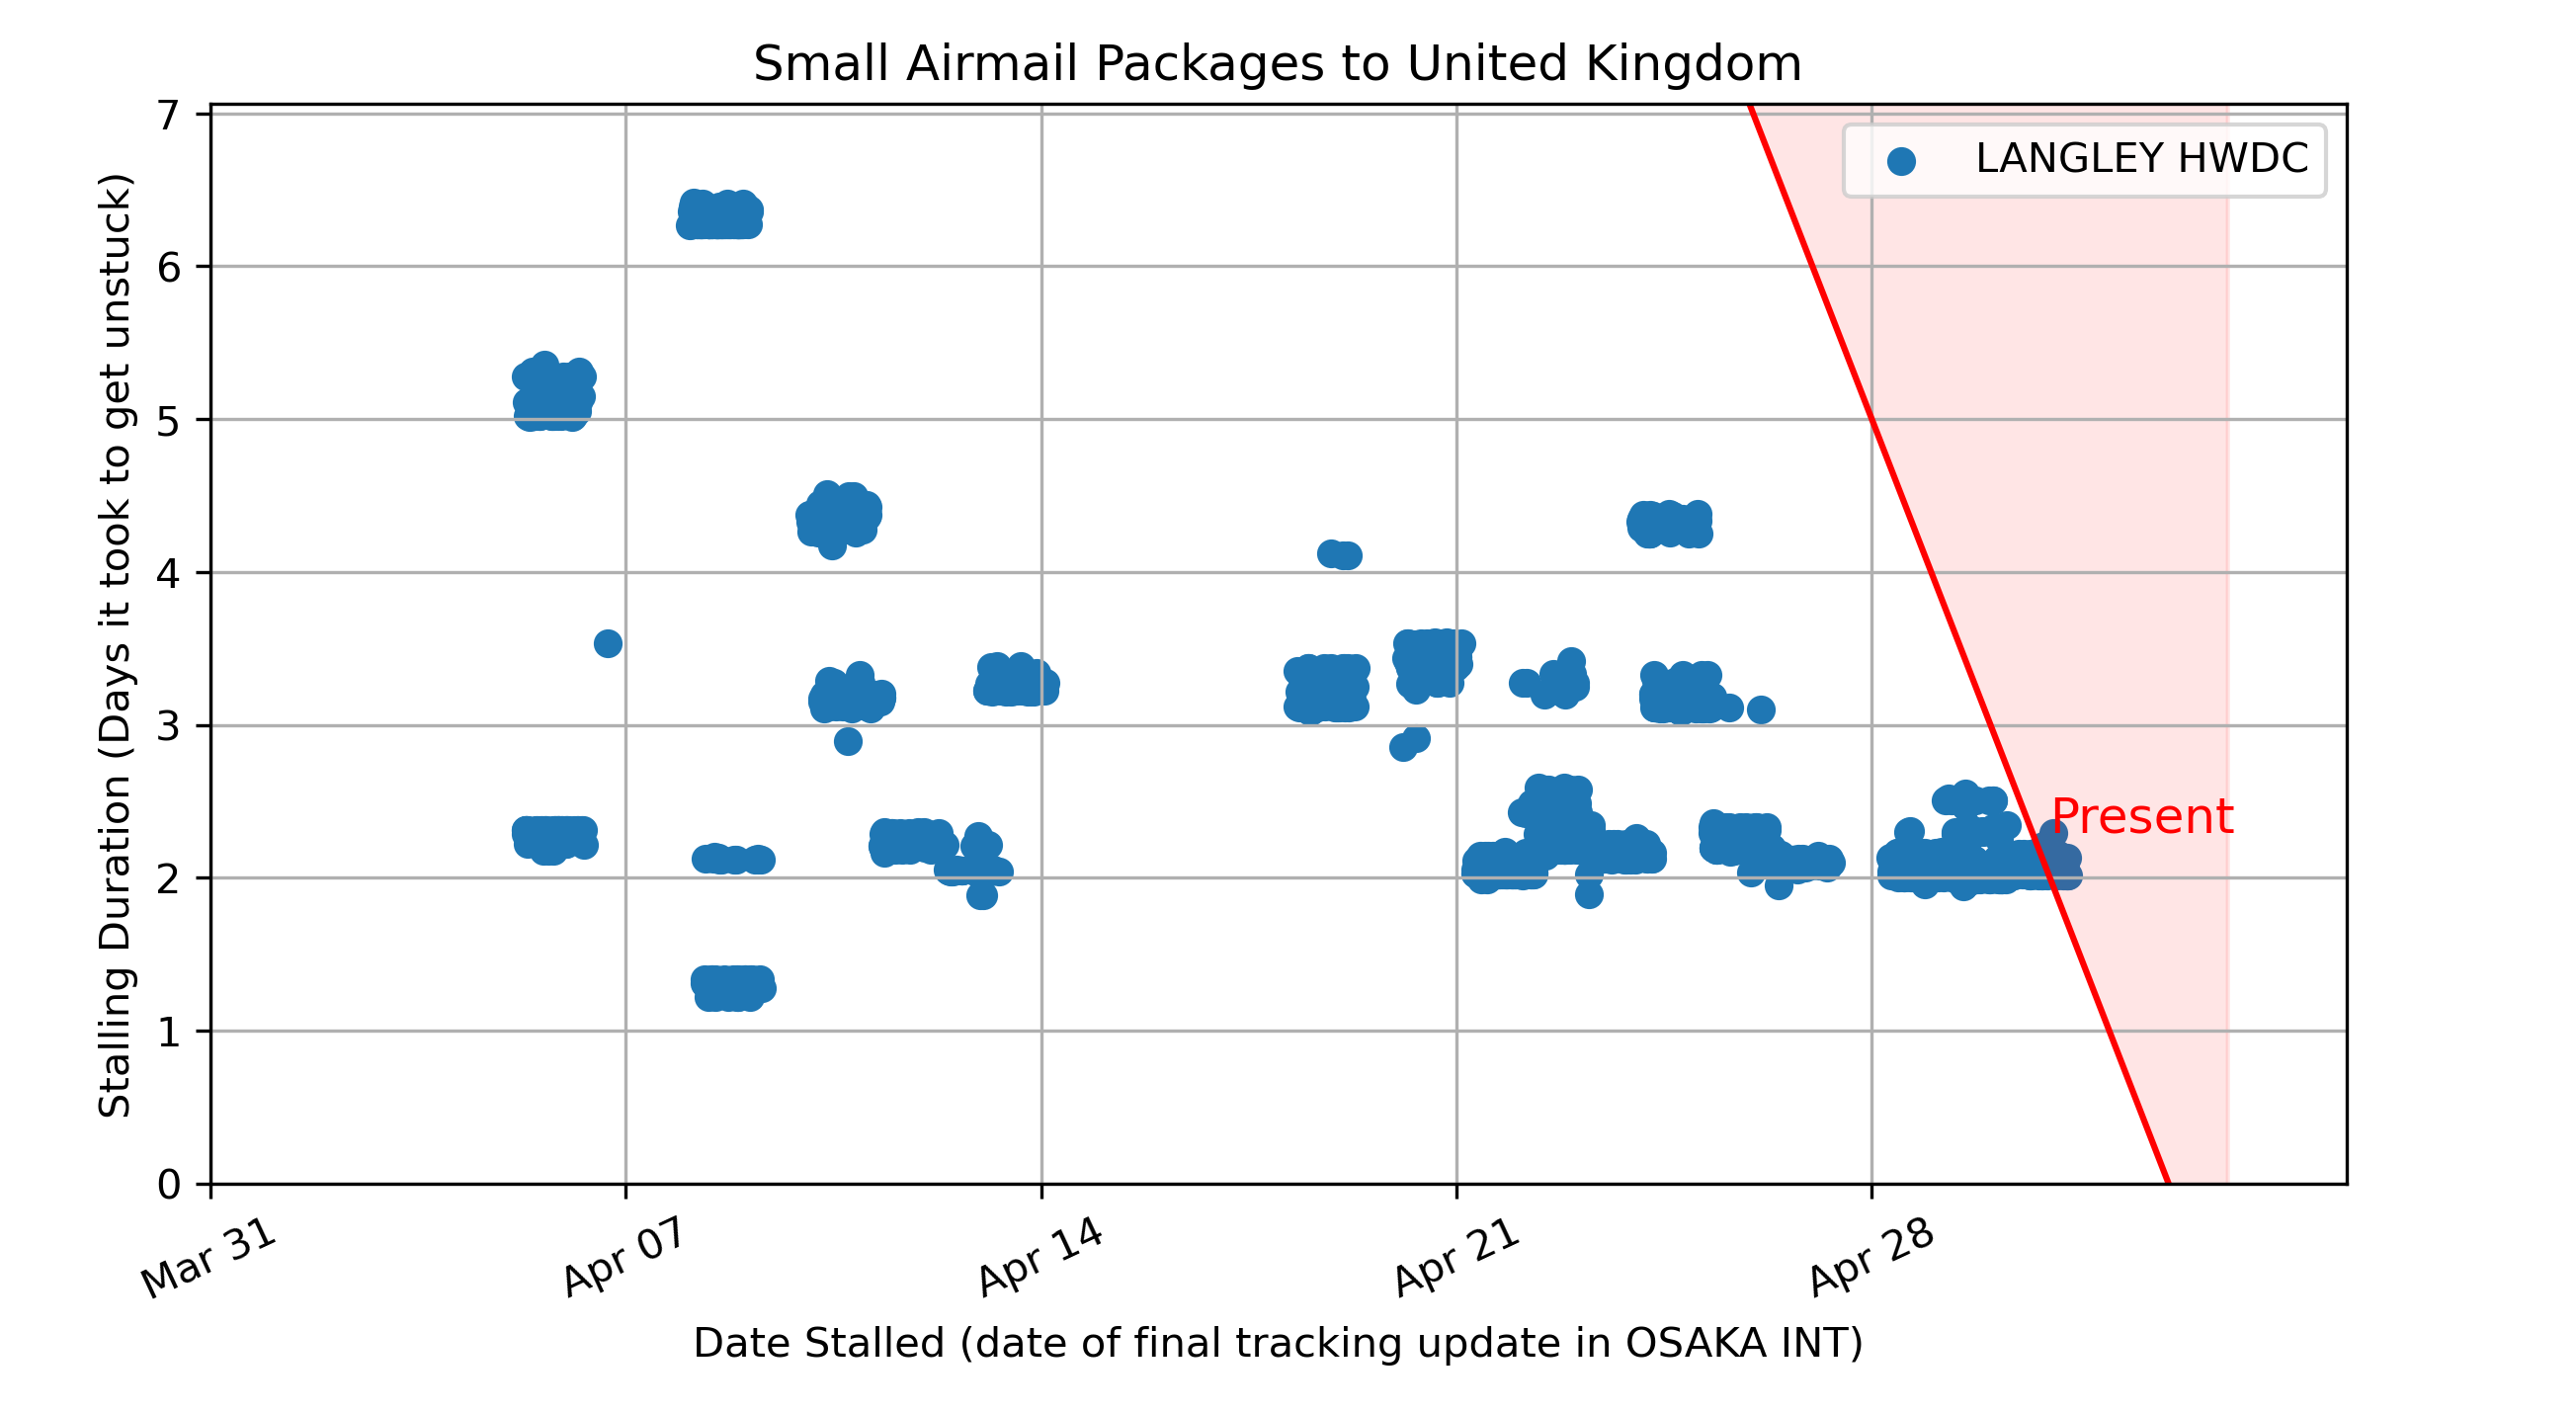 Small Airmail Packages to United Kingdom
LANGLEY HWDC
Stalling Duration (Days it took to get unstuck)
7
6
5
4
3
2
1
0
Present
Mar 31
Apr 07
Apr 14
Apr 21
Apr 28
Date Stalled (date of final tracking update in OSAKA INT)